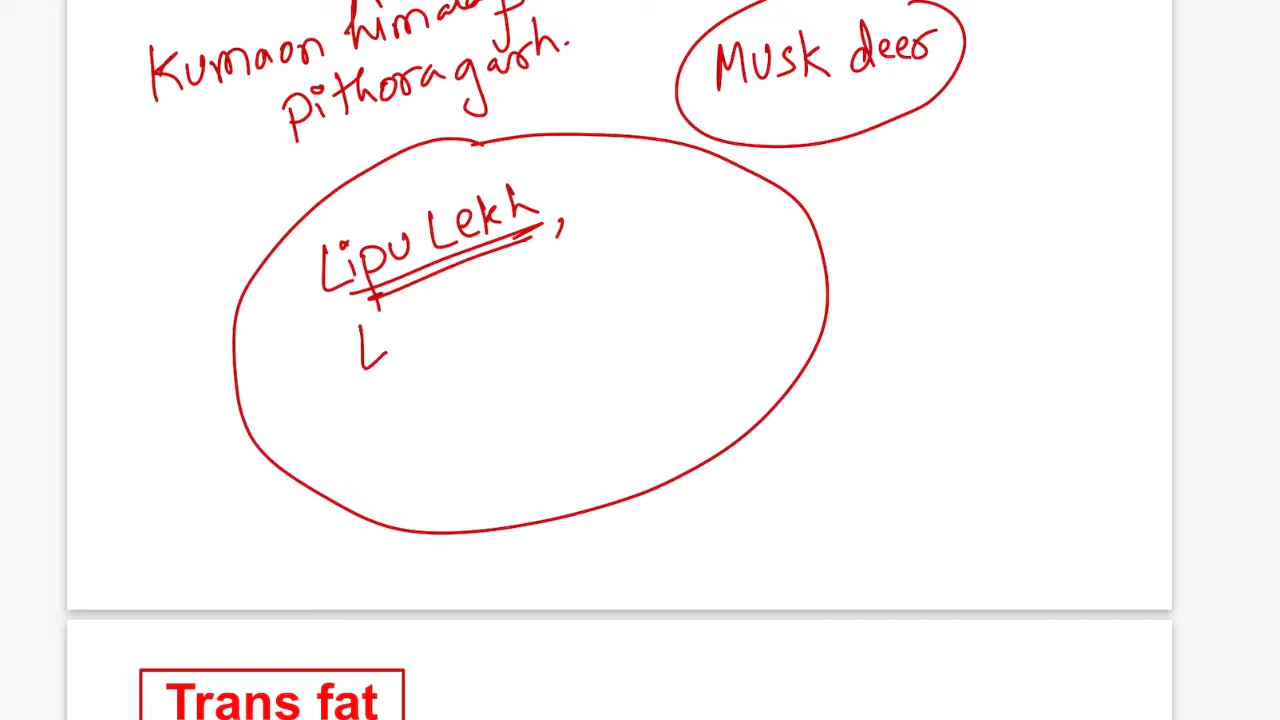 Kumaon
pithoragarh.
Musk deer
Lipu Lekh,
L
Trans fat